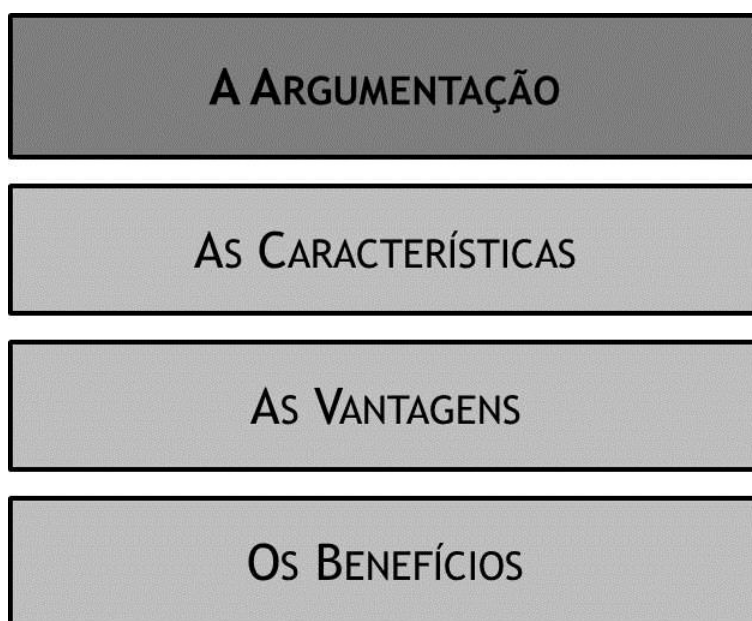 A ARGUMENTAÇÃO
AS CARACTERÍSTICAS
AS VANTAGENS
OS BENEFÍCIOS